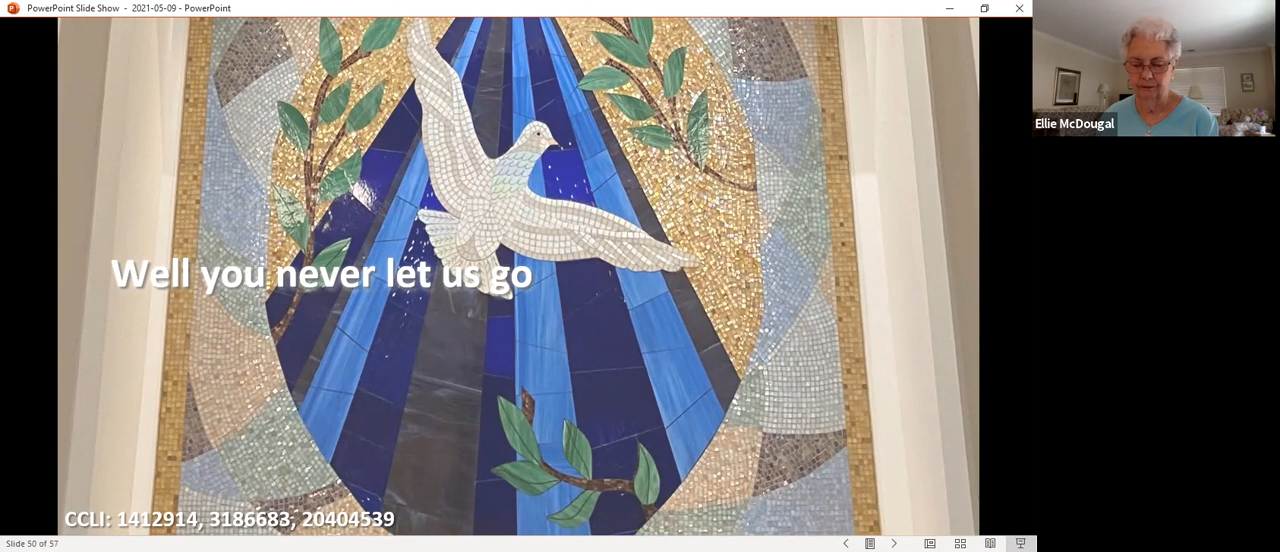 PowerPoint Slide Show - 2021-05-09 - PowerPoint
Ellie McDougal
Well you never let us go
CCLI: 1412914, 3186683, 20404539
Slide 50 of 57